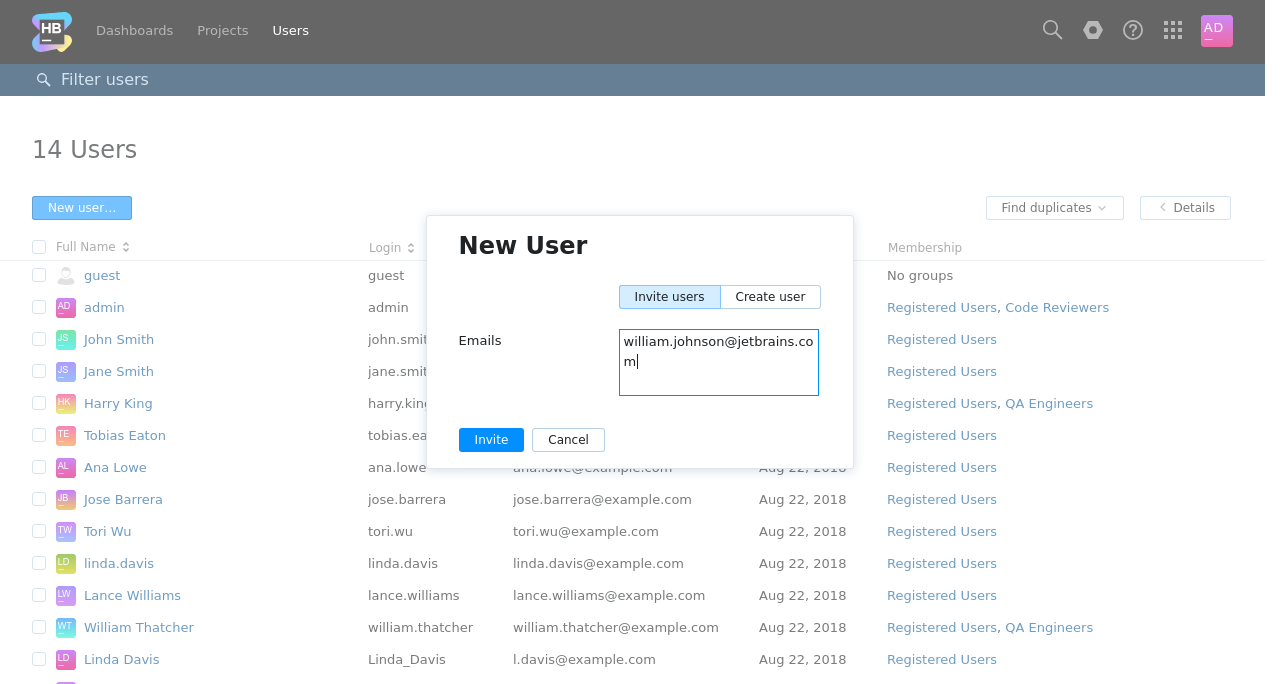 HB
Dashboards Projects Users AD
Filter users
14 Users
New user... Find duplicates Details
Full Name Login Membership
New User
Invite users Create user
Emails william.johnson@jetbrains.co
m
Invite Cancel
guest guest No groups
AD admin admin Registered Users, Code Reviewers
JS John Smith john.smit Registered Users
JS Jane Smith jane.smit Registered Users
HK Harry King harry.king Registered Users, QA Engineers
TE Tobias Eaton tobias.ea Registered Users
AL Ana Lowe ana.lowe ana.lowe@example.com Aug 22, 2018 Registered Users
JB Jose Barrera jose.barrera jose.barrera@example.com Aug 22, 2018 Registered Users
TW Tori Wu tori.wu tori.wu@example.com Aug 22, 2018 Registered Users
LD linda.davis linda.davis linda.davis@example.com Aug 22, 2018 Registered Users
LW Lance Williams lance.williams lance.williams@example.com Aug 22, 2018 Registered Users
WT William Thatcher william.thatcher william.thatcher@example.com Aug 22, 2018 Registered Users, QA Engineers
LD Linda Davis Linda_Davis l.davis@example.com Aug 22, 2018 Registered Users